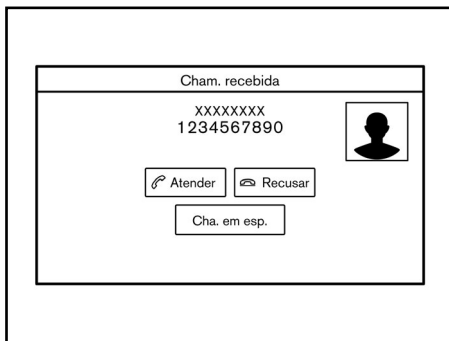 Cham. recebida
XXXXXXXX
1234567890
Atender Recusar
Cha. em esp.